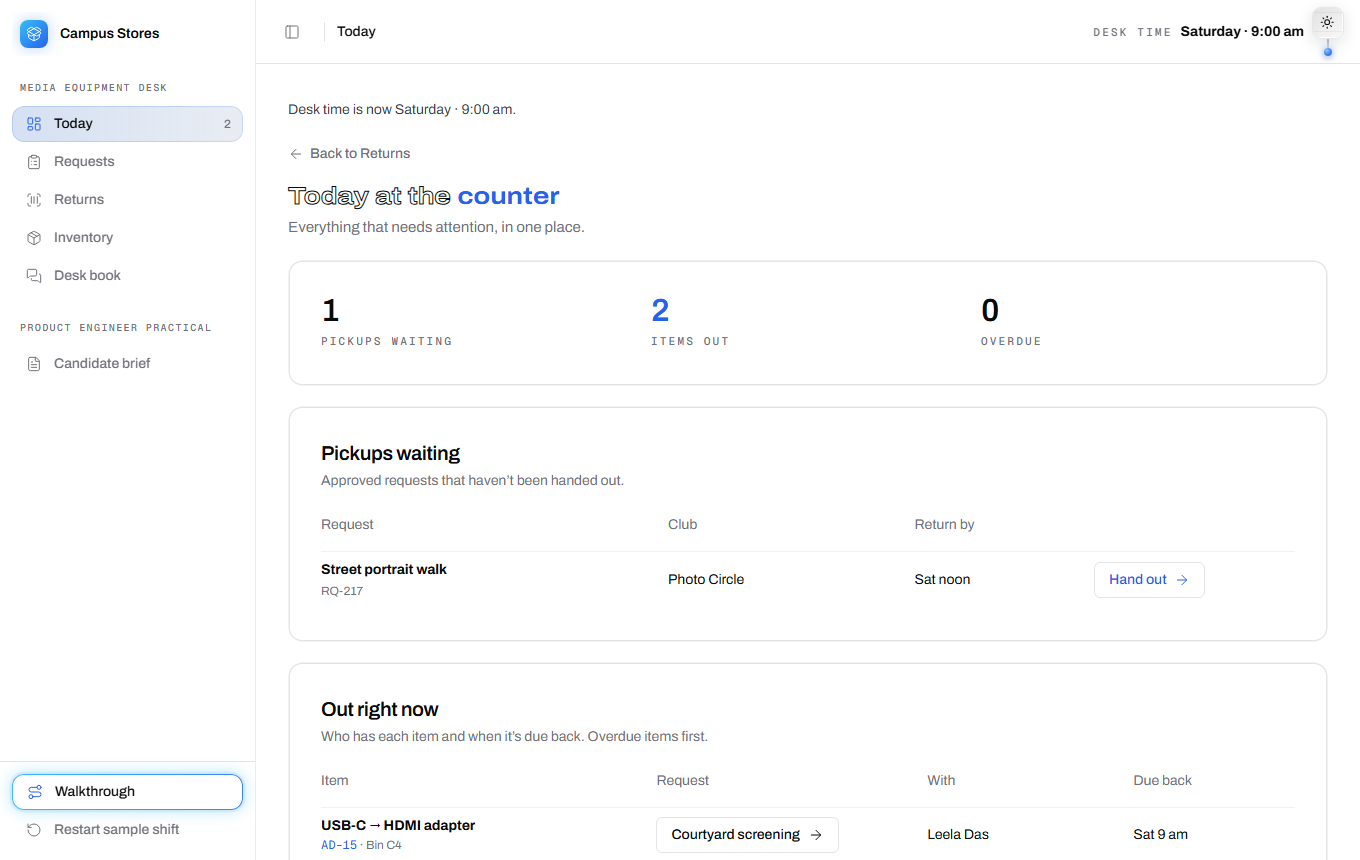 Campus Stores
MEDIA EQUIPMENT DESK
Today 2
Requests
Returns
Inventory
Desk book
PRODUCT ENGINEER PRACTICAL
Candidate brief
Walkthrough
Restart sample shift
Today
DESK TIME Saturday · 9:00 am
Desk time is now Saturday · 9:00 am.
← Back to Returns
Today at the counter
Everything that needs attention, in one place.
1 2 0
PICKUPS WAITING ITEMS OUT OVERDUE
Pickups waiting
Approved requests that haven’t been handed out.
Request Club Return by
Street portrait walk
RQ-217
Photo Circle Sat noon Hand out →
Out right now
Who has each item and when it’s due back. Overdue items first.
Item Request With Due back
USB-C → HDMI adapter
AD-15 · Bin C4
Courtyard screening → Leela Das Sat 9 am